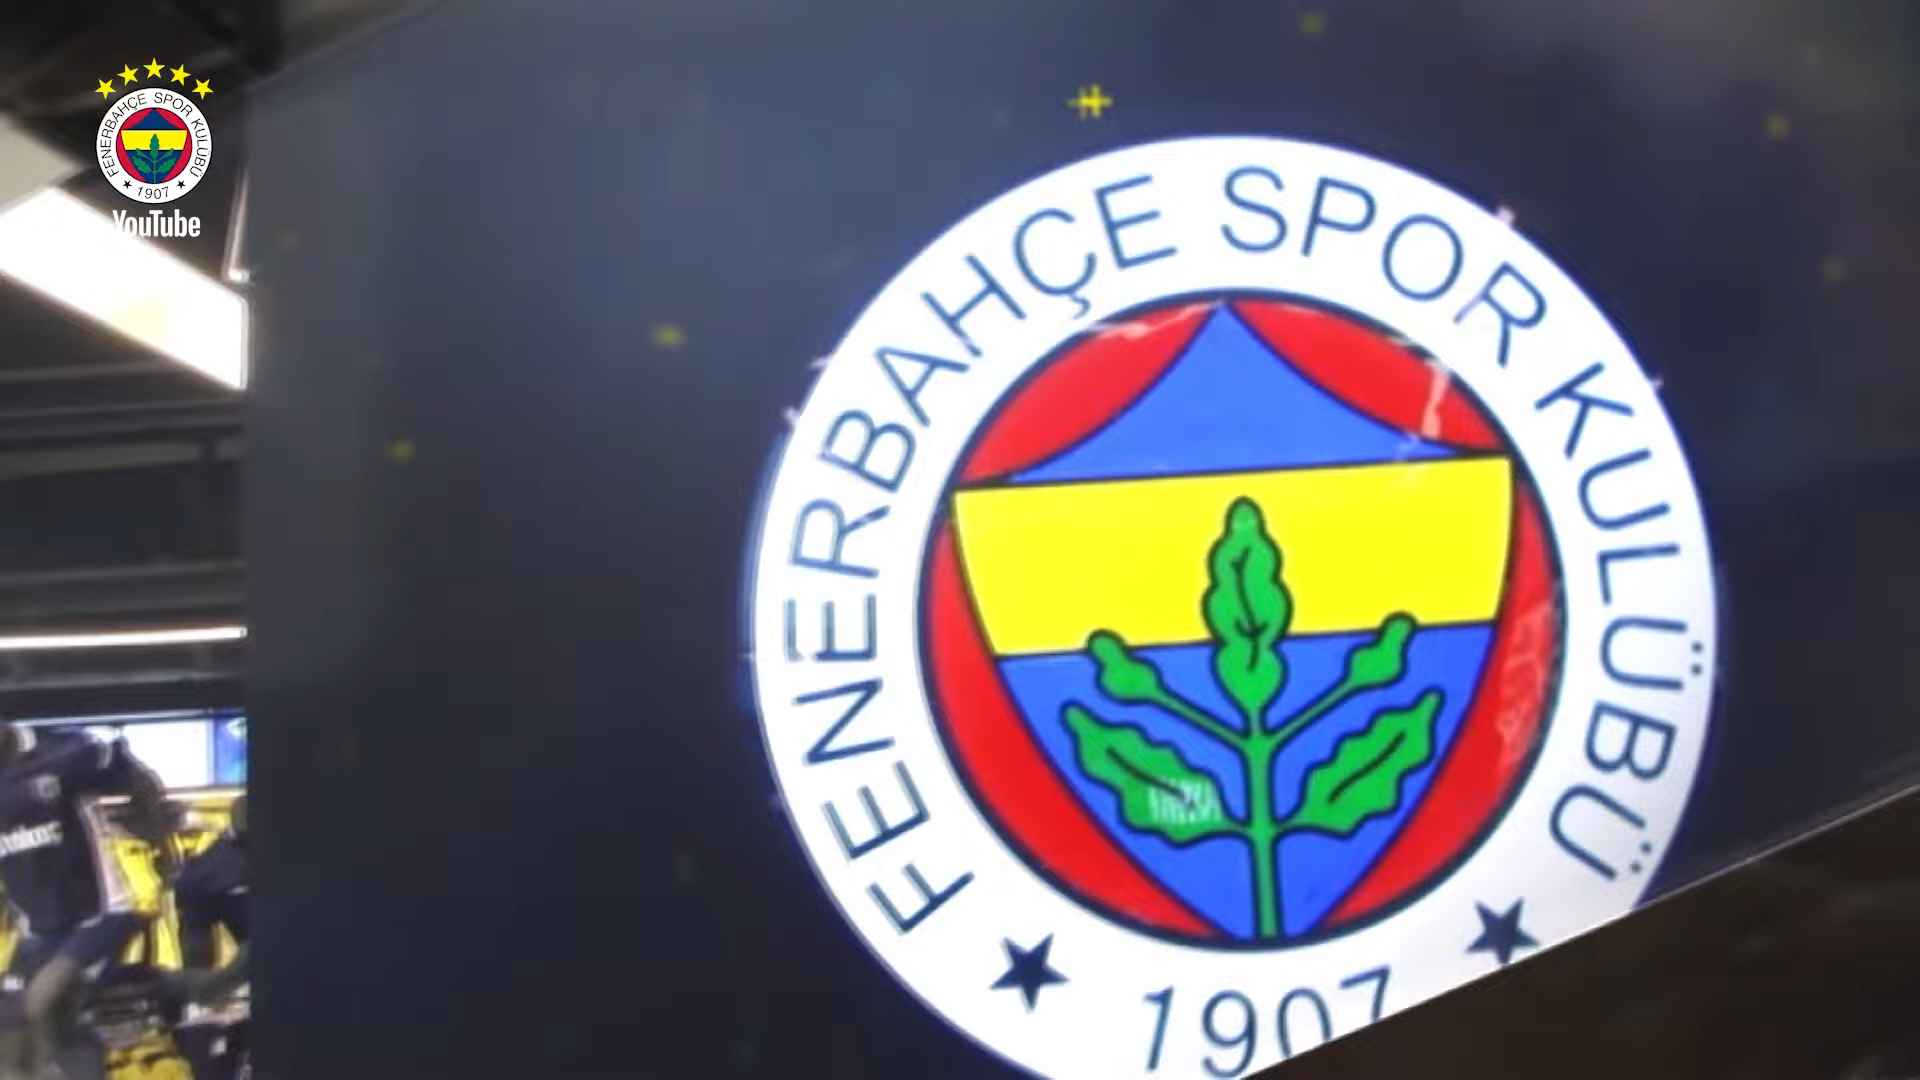 FENERBAHÇE SPOR KULÜBÜ
1907
YouTube
FENERBAHÇE SPOR KULÜBÜ
1907